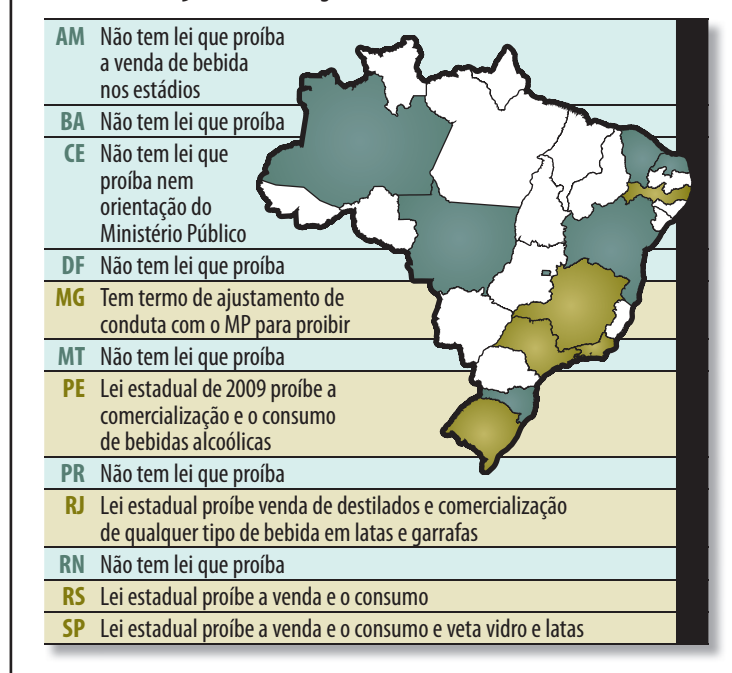 AM Não tem lei que proíba
a venda de bebida
nos estádios
BA Não tem lei que proíba
CE Não tem lei que
proíba nem
orientação do
Ministério Público
DF Não tem lei que proíba
MG Tem termo de ajustamento de
conduta com o MP para proibir
MT Não tem lei que proíba
PE Lei estadual de 2009 proíbe a
comercialização e o consumo
de bebidas alcoólicas
PR Não tem lei que proíba
RJ Lei estadual proíbe venda de destilados e comercialização
de qualquer tipo de bebida em latas e garrafas
RN Não tem lei que proíba
RS Lei estadual proíbe a venda e o consumo
SP Lei estadual proíbe a venda e o consumo e veta vidro e latas